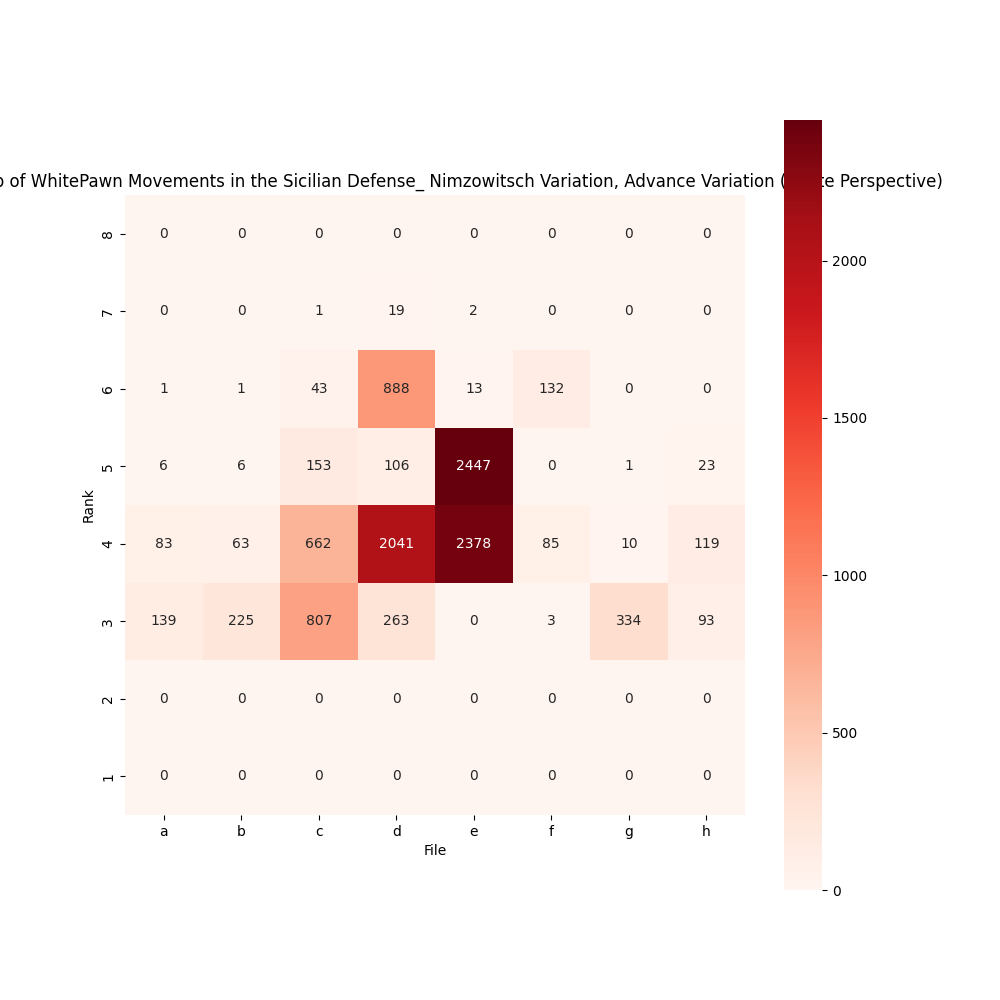 of WhitePawn Movements in the Sicilian Defense_ Nimzowitsch Variation, Advance Variation ( te Perspective)
8 0 0 0 0 0 0 0 0
7 0 0 1 19 2 0 0 0
6 1 1 43 888 13 132 0 0
5 6 6 153 106 2447 0 1 23
4 83 63 662 2041 2378 85 10 119
3 139 225 807 263 0 3 334 93
2 0 0 0 0 0 0 0 0
1 0 0 0 0 0 0 0 0
a b c d e f g h
File
Rank
2000
1500
1000
500
0